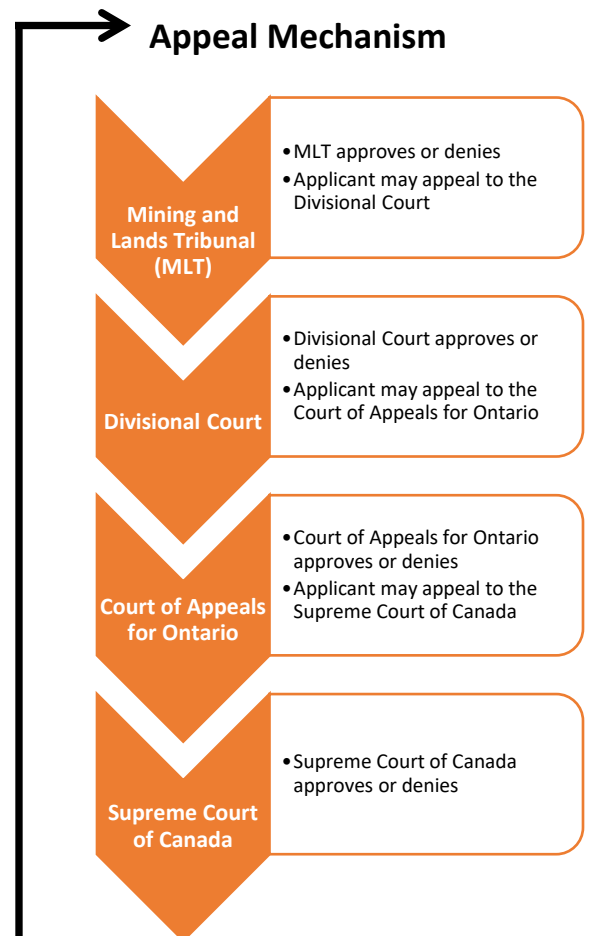 Appeal Mechanism
Mining and
Lands Tribunal
(MLT)
•MLT approves or denies
•Applicant may appeal to the
Divisional Court
Divisional Court
•Divisional Court approves or
denies
•Applicant may appeal to the
Court of Appeals for Ontario
Court of Appeals
for Ontario
•Court of Appeals for Ontario
approves or denies
•Applicant may appeal to the
Supreme Court of Canada
Supreme Court
of Canada
•Supreme Court of Canada
approves or denies